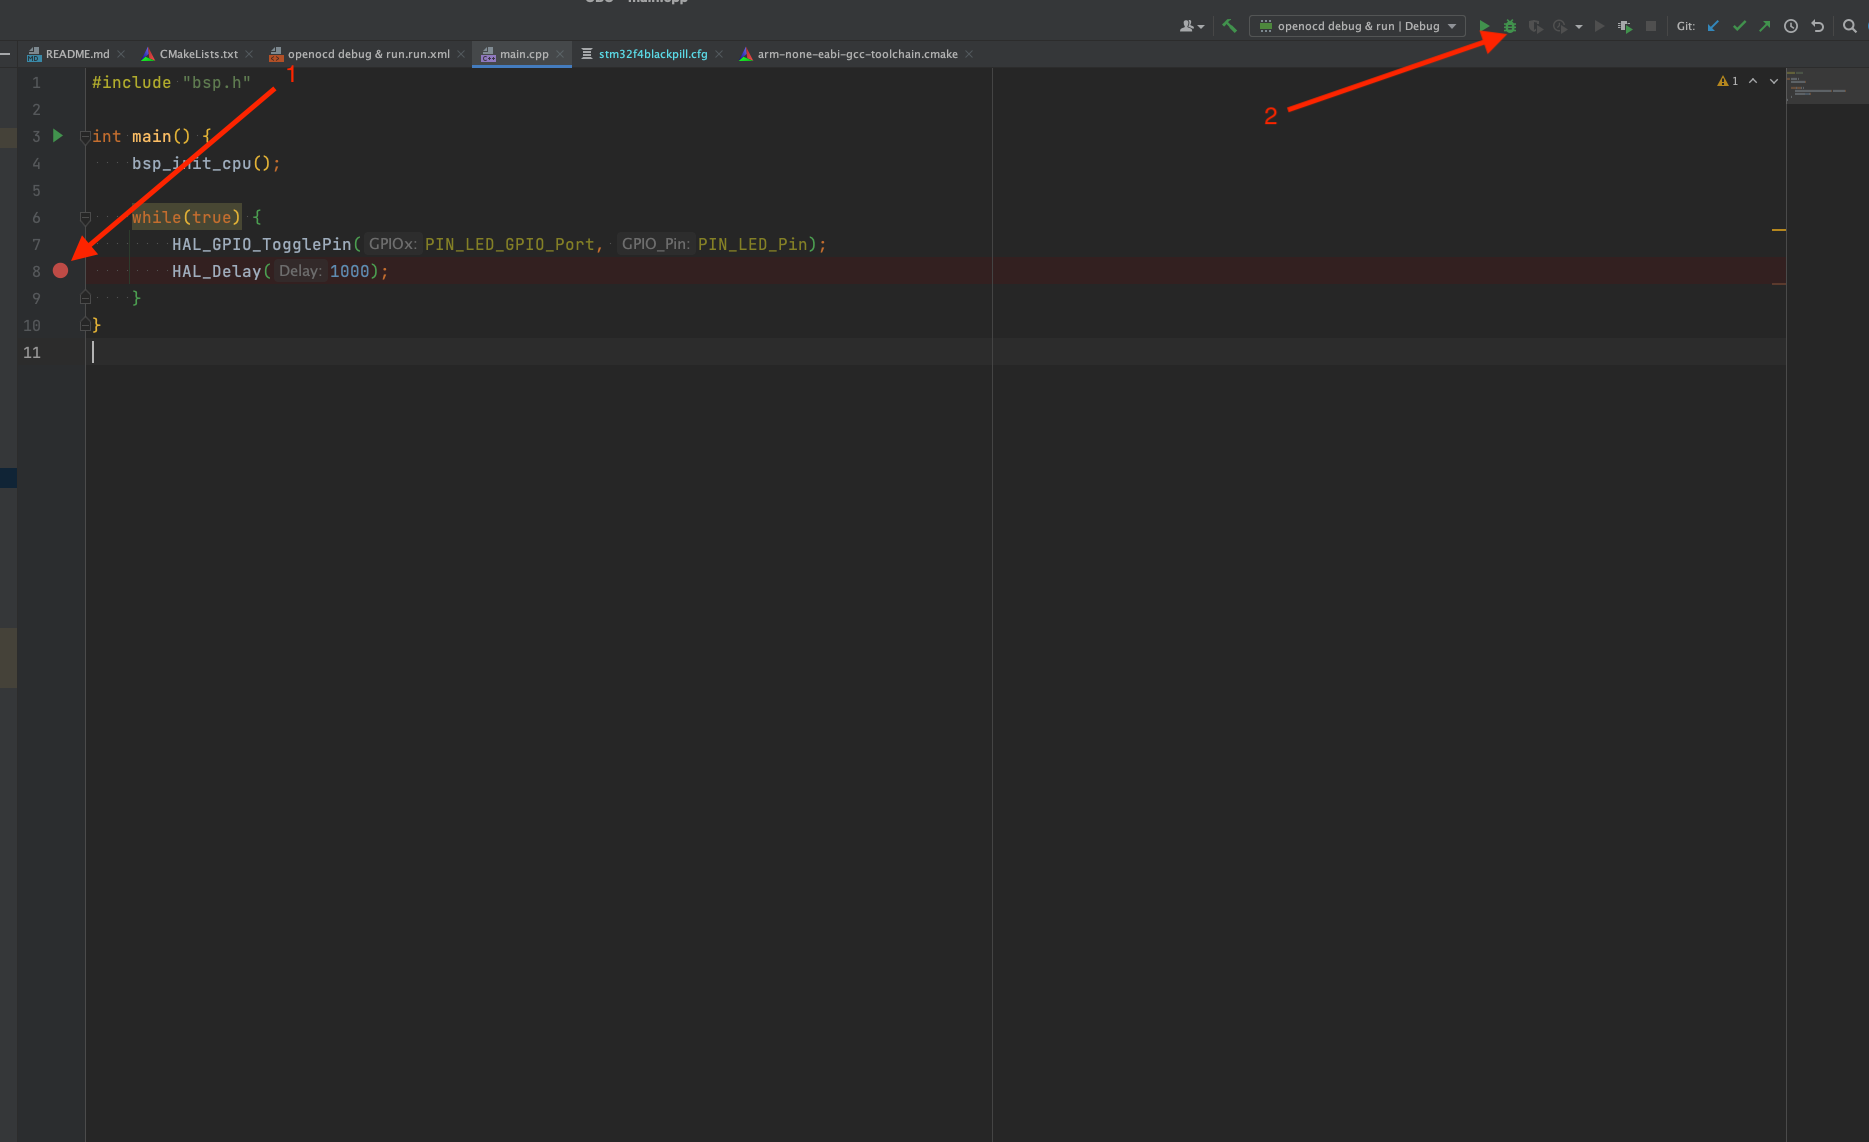 openocd debug & run | Debug Git:
README.md CMakeLists.txt openocd debug & run.run.xml main.cpp stm32f4blackpill.cfg arm-none-eabi-gcc-toolchain.cmake
1
2
1 #include "bsp.h" 1
2
3 int main() {
4 bsp_init_cpu();
5
6 while(true) {
7 HAL_GPIO_TogglePin( GPIOx: PIN_LED_GPIO_Port, GPIO_Pin: PIN_LED_Pin);
8 HAL_Delay( Delay: 1000);
9 }
10 }
11